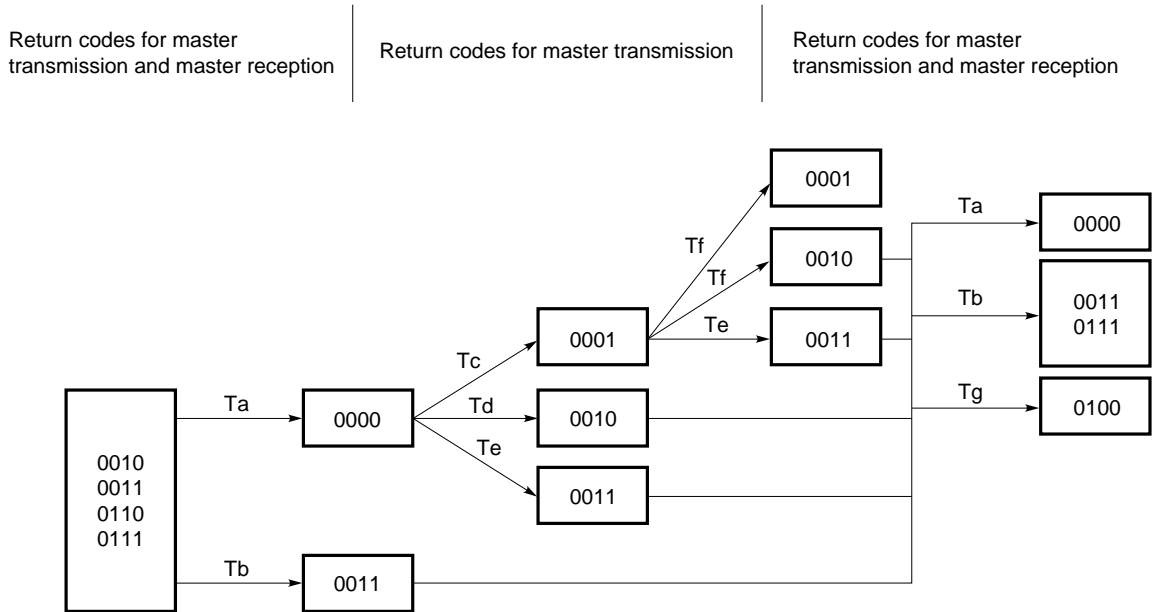 Return codes for master
transmission and master reception
Return codes for master transmission
Return codes for master
transmission and master reception
0001
Ta
0000
Tf
0010
Tf
Tb
0011
0111
Te
0001
0011
Tc
Tg
0100
Ta
0000
Td
0010
Te
0010
0011
0110
0111
0011
Tb
0011